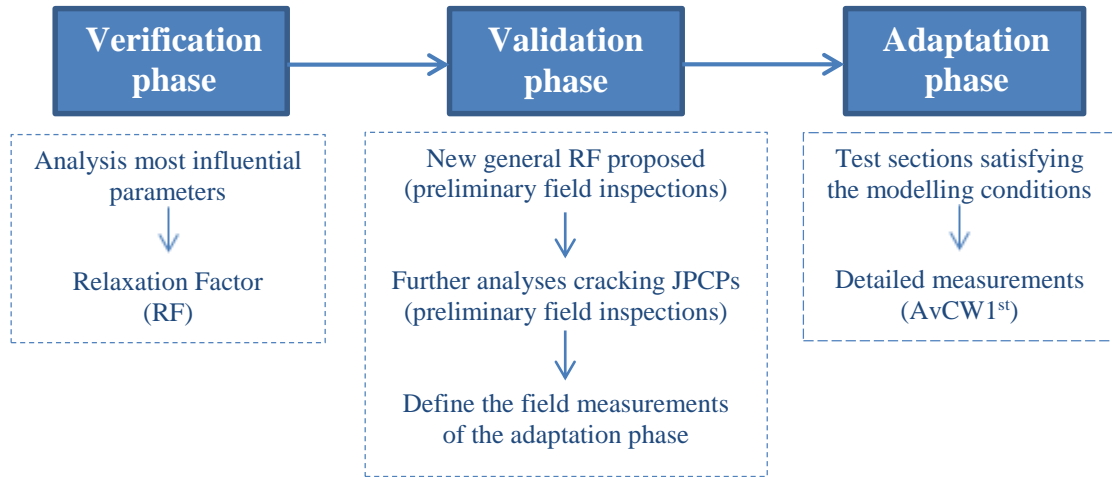 Verification
phase
Validation
phase
Adaptation
phase
Analysis most influential
parameters
Relaxation Factor
(RF)
New general RF proposed
(preliminary field inspections)
Further analyses cracking JPCPs
(preliminary field inspections)
Define the field measurements
of the adaptation phase
Test sections satisfying
the modelling conditions
Detailed measurements
(AvCW1st)